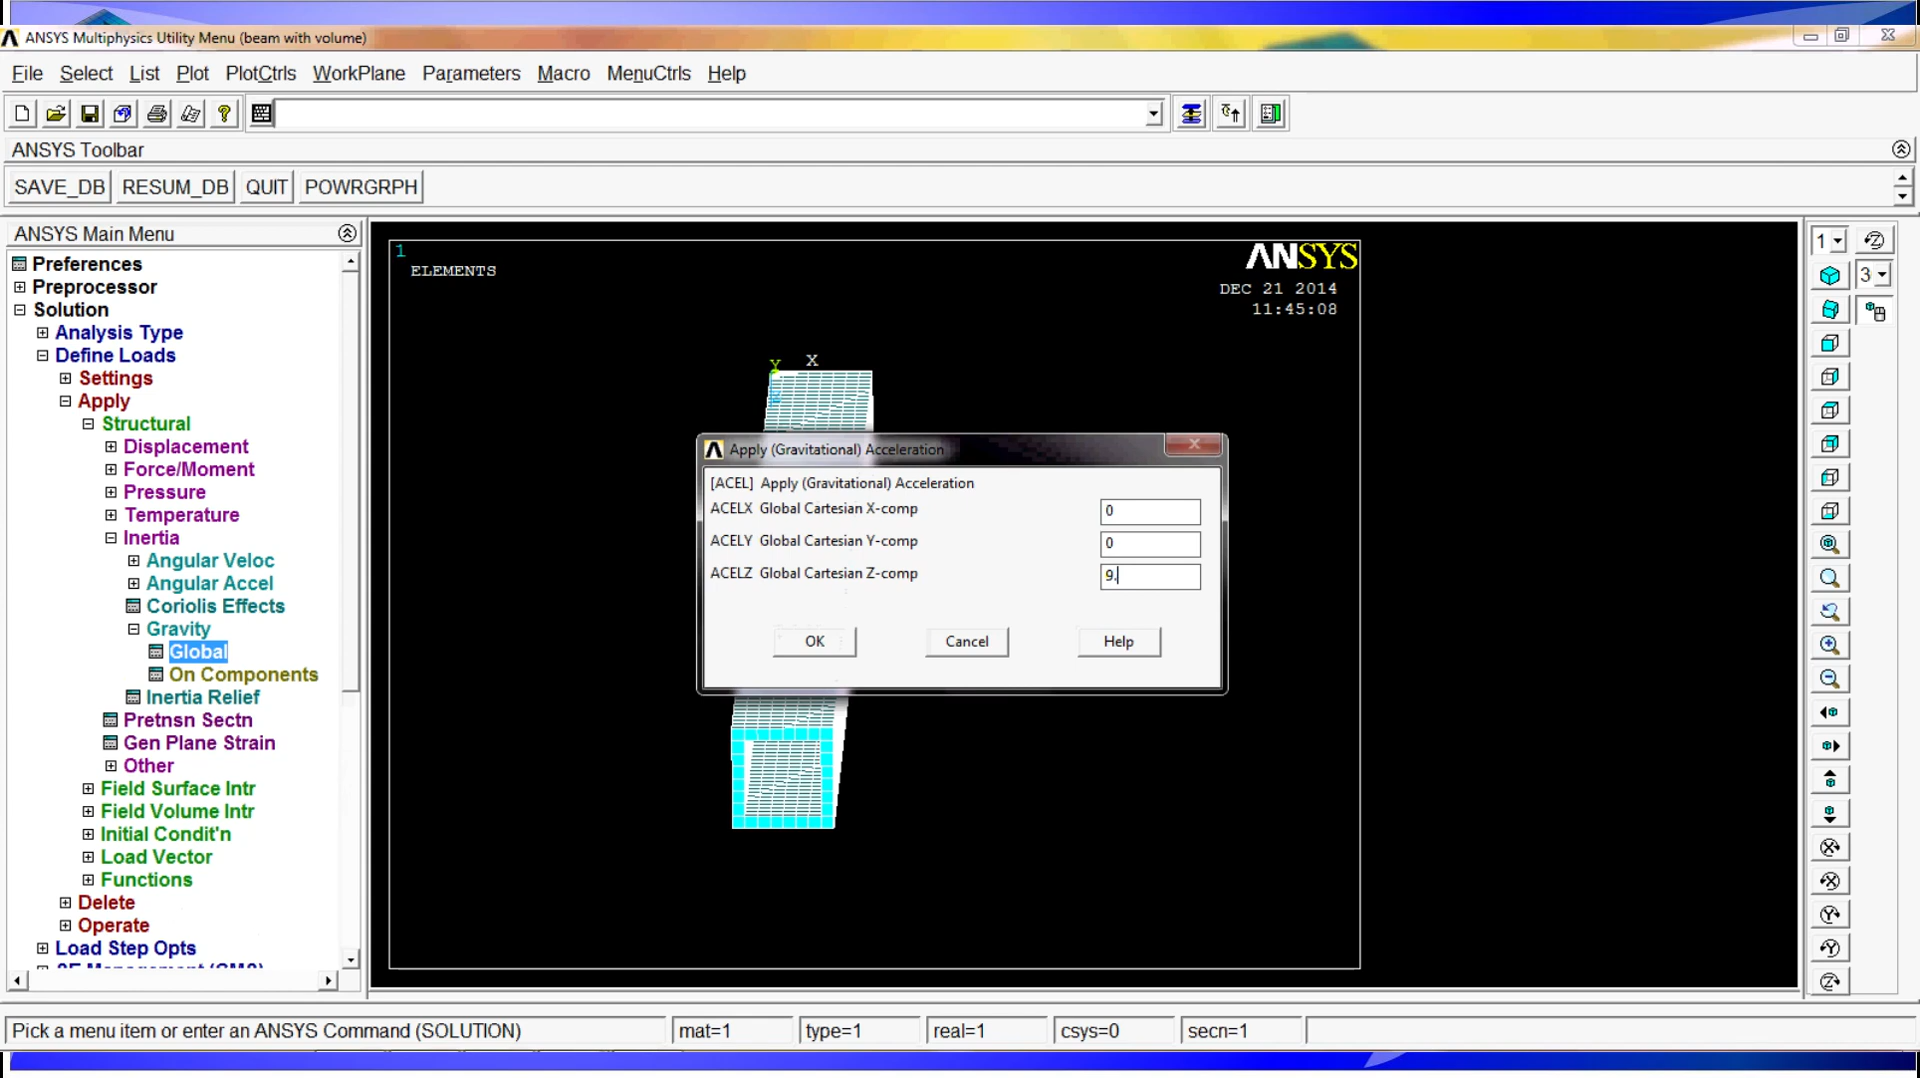 ANSYS Multiphysics Utility Menu (beam with volume)
File Select List Plot PlotCtrls WorkPlane Parameters Macro MenuCtrls Help
ANSYS Toolbar
SAVE_DB RESUM_DB QUIT POWRGRPH
ANSYS Main Menu
Preferences
Preprocessor
Solution
Analysis Type
Define Loads
Settings
Apply
Structural
Displacement
Force/Moment
Pressure
Temperature
Inertia
Angular Veloc
Angular Accel
Coriolis Effects
Gravity
Global
On Components
Inertia Relief
Pretnsn Sectn
Gen Plane Strain
Other
Field Surface Intr
Field Volume Intr
Initial Condit'n
Load Vector
Functions
Delete
Operate
Load Step Opts
1
ELEMENTS
ANSYS
DEC 21 2014
11:45:08
Y X
Apply (Gravitational) Acceleration
[ACEL] Apply (Gravitational) Acceleration
ACELX Global Cartesian X-comp 0
ACELY Global Cartesian Y-comp 0
ACELZ Global Cartesian Z-comp 9.
OK Cancel Help
1
3
Pick a menu item or enter an ANSYS Command (SOLUTION) mat=1 type=1 real=1 csys=0 secn=1